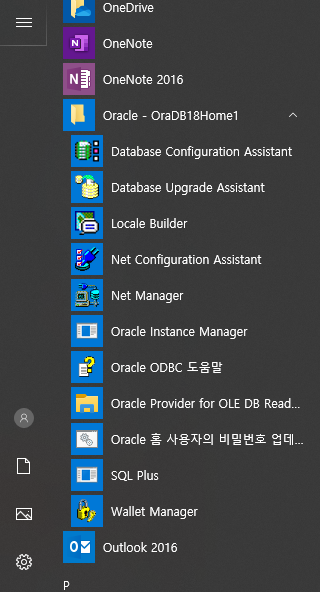 OneDrive
OneNote
OneNote 2016
Oracle - OraDB18Home1
Database Configuration Assistant
Database Upgrade Assistant
Locale Builder
Net Configuration Assistant
Net Manager
Oracle Instance Manager
Oracle ODBC 도움말
Oracle Provider for OLE DB Read...
Oracle 홈 사용자의 비밀번호 업데...
SQL Plus
Wallet Manager
Outlook 2016
P